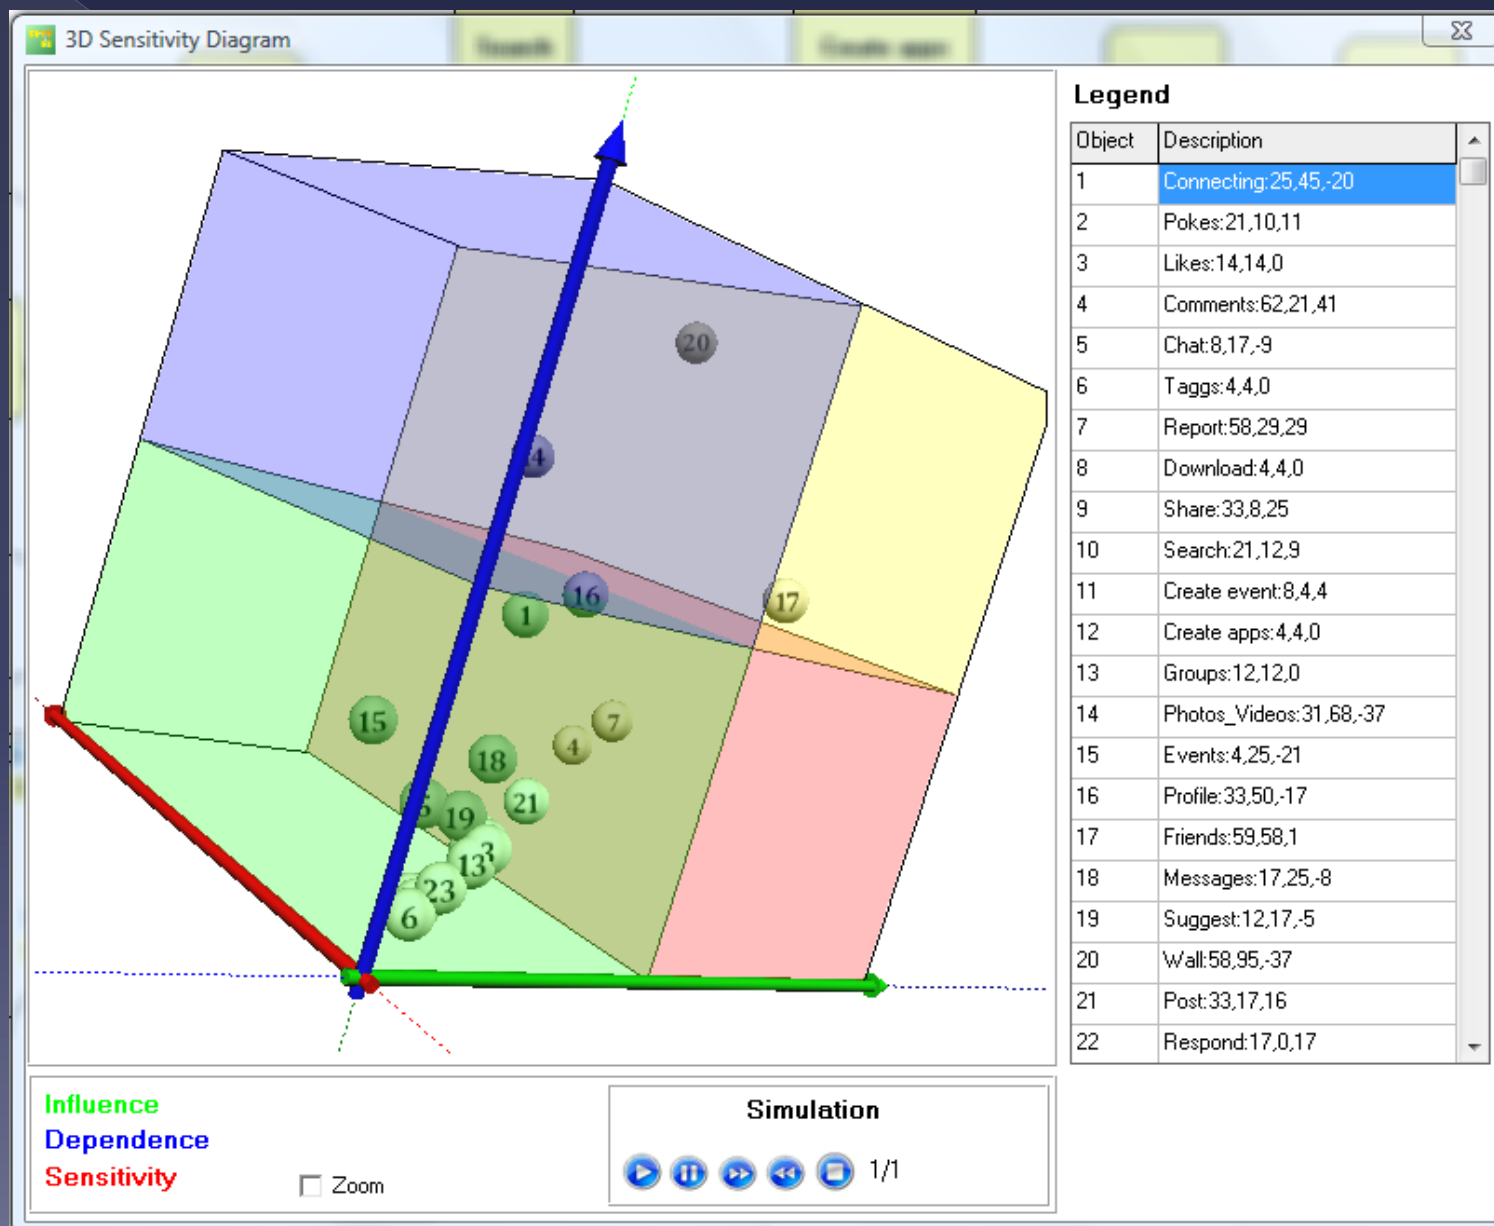 Search
Create apps
3D Sensitivity Diagram
20
4
16
1
17
15
7
4
18
5
21
19
3
13
23
6
Legend
Object Description
1 Connecting:25,45,-20
2 Pokes:21,10,11
3 Likes:14,14,0
4 Comments:62,21,41
5 Chat:8,17,-9
6 Taggs:4,4,0
7 Report:58,29,29
8 Download:4,4,0
9 Share:33,8,25
10 Search:21,12,9
11 Create event:8,4,4
12 Create apps:4,4,0
13 Groups:12,12,0
14 Photos_Videos:31,68,-37
15 Events:4,25,-21
16 Profile:33,50,-17
17 Friends:59,58,1
18 Messages:17,25,-8
19 Suggest:12,17,-5
20 Wall:58,95,-37
21 Post:33,17,16
22 Respond:17,0,17
Influence
Dependence
Sensitivity
Zoom
Simulation
1/1